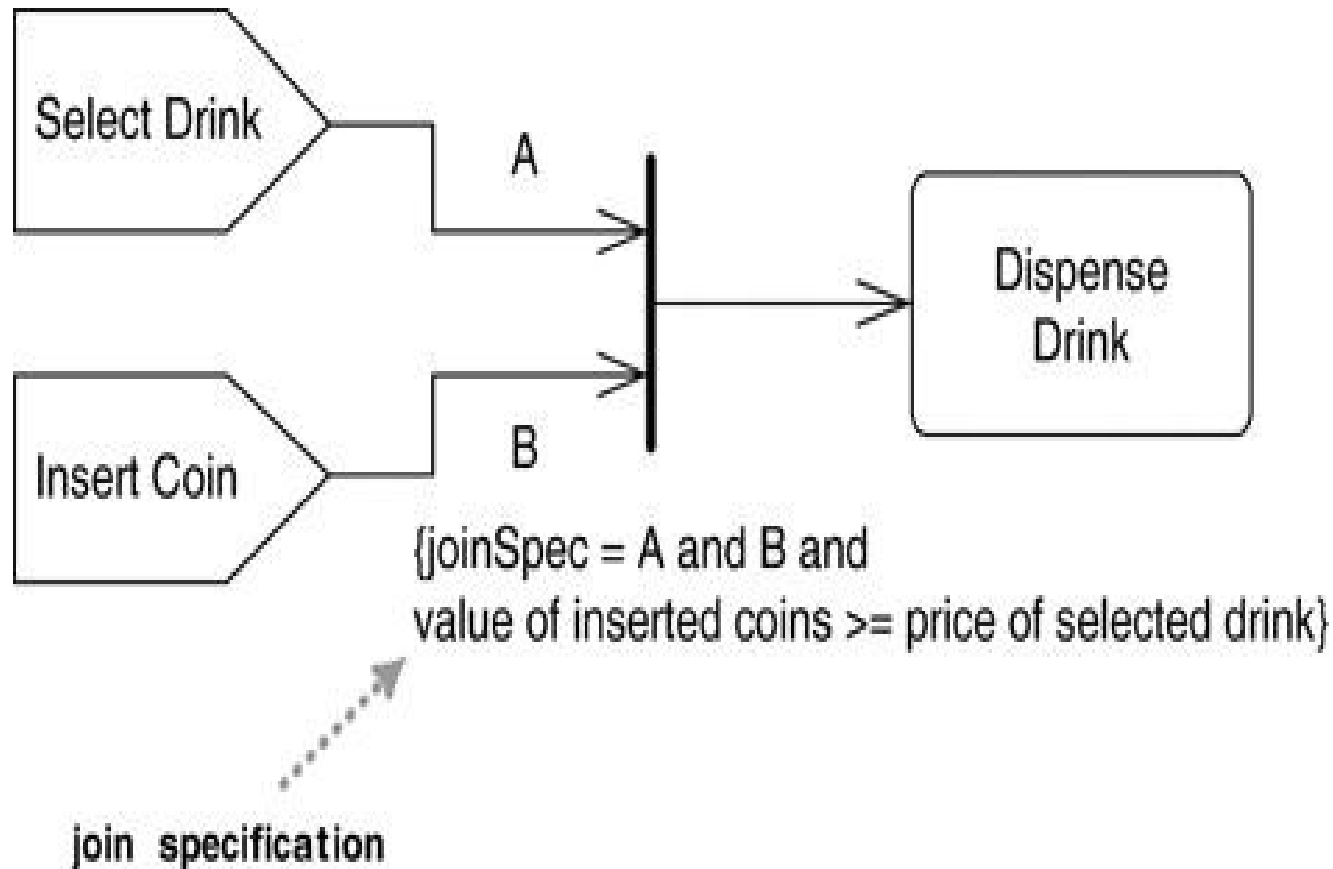 Select Drink
A
Dispense
Drink
Insert Coin
B
{joinSpec = A and B and
value of inserted coins >= price of selected drink}
join specification